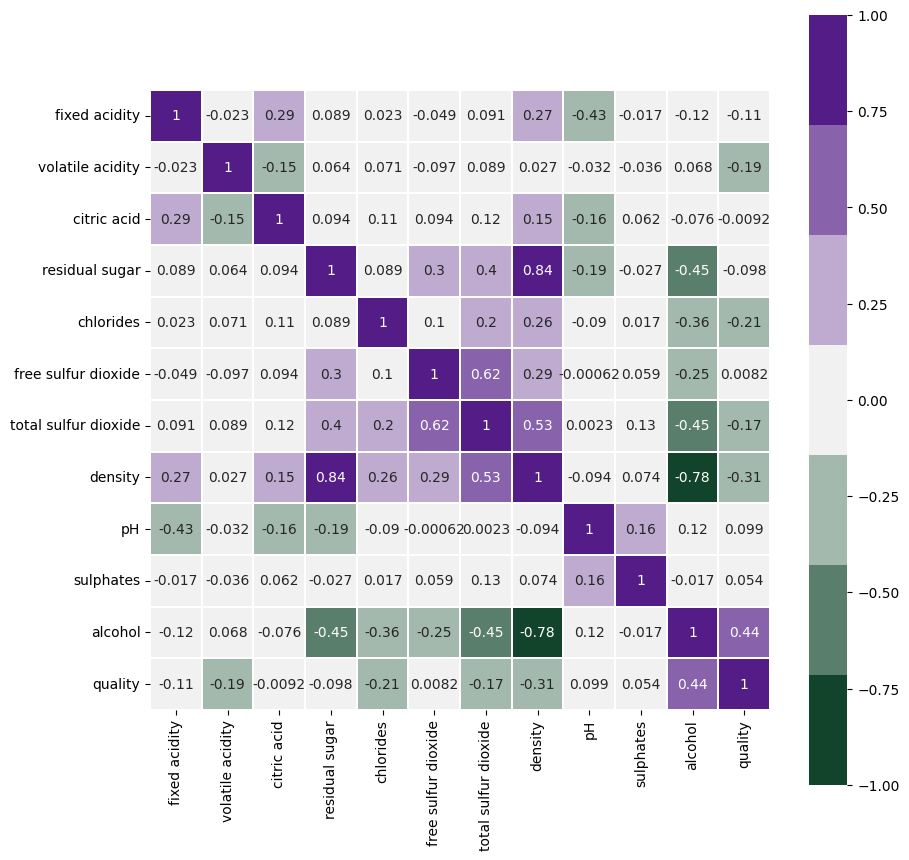 1.00
fixed acidity 1 -0.023 0.29 0.089 0.023 -0.049 0.091 0.27 -0.43 -0.017 -0.12 -0.11
0.75
volatile acidity -0.023 1 -0.15 0.064 0.071 -0.097 0.089 0.027 -0.032 -0.036 0.068 -0.19
0.50
citric acid 0.29 -0.15 1 0.094 0.11 0.094 0.12 0.15 -0.16 0.062 -0.076 -0.0092
residual sugar 0.089 0.064 0.094 1 0.089 0.3 0.4 0.84 -0.19 -0.027 -0.45 -0.098
0.25
chlorides 0.023 0.071 0.11 0.089 1 0.1 0.2 0.26 -0.09 0.017 -0.36 -0.21
free sulfur dioxide -0.049 -0.097 0.094 0.3 0.1 1 0.62 0.29 -0.00062 0.059 -0.25 0.0082
0.00
total sulfur dioxide 0.091 0.089 0.12 0.4 0.2 0.62 1 0.53 0.0023 0.13 -0.45 -0.17
density 0.27 0.027 0.15 0.84 0.26 0.29 0.53 1 -0.094 0.074 -0.78 -0.31
−0.25
pH -0.43 -0.032 -0.16 -0.19 -0.09 -0.00062 0.0023 -0.094 1 0.16 0.12 0.099
sulphates -0.017 -0.036 0.062 -0.027 0.017 0.059 0.13 0.074 0.16 1 -0.017 0.054
−0.50
alcohol -0.12 0.068 -0.076 -0.45 -0.36 -0.25 -0.45 -0.78 0.12 -0.017 1 0.44
quality -0.11 -0.19 -0.0092 -0.098 -0.21 0.0082 -0.17 -0.31 0.099 0.054 0.44 1
−0.75
−1.00
fixed acidity
volatile acidity
citric acid
residual sugar
chlorides
free sulfur dioxide
total sulfur dioxide
density
pH
sulphates
alcohol
quality